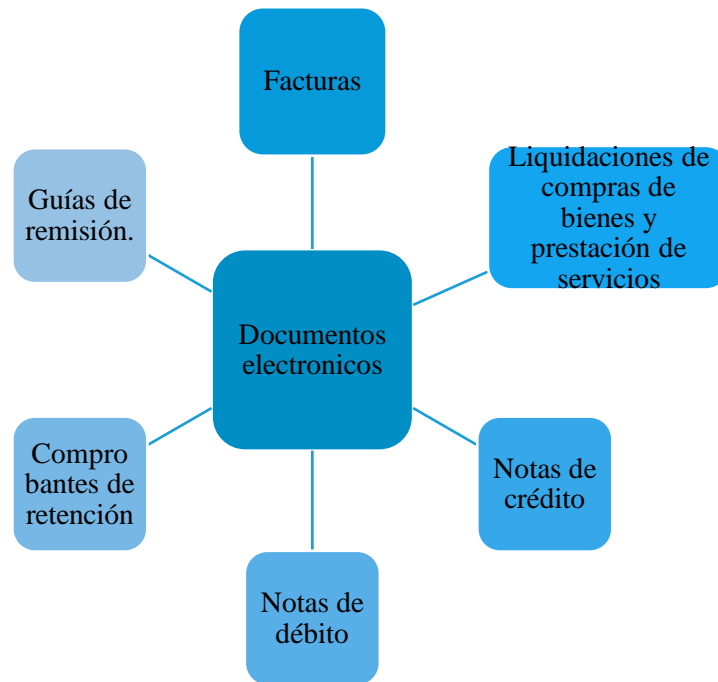 Facturas
Liquidaciones de
compras de
bienes y
prestación de
servicios
Guías de
remisión.
Documentos
electronicos
Compro
bantes de
retención
Notas de
crédito
Notas de
débito